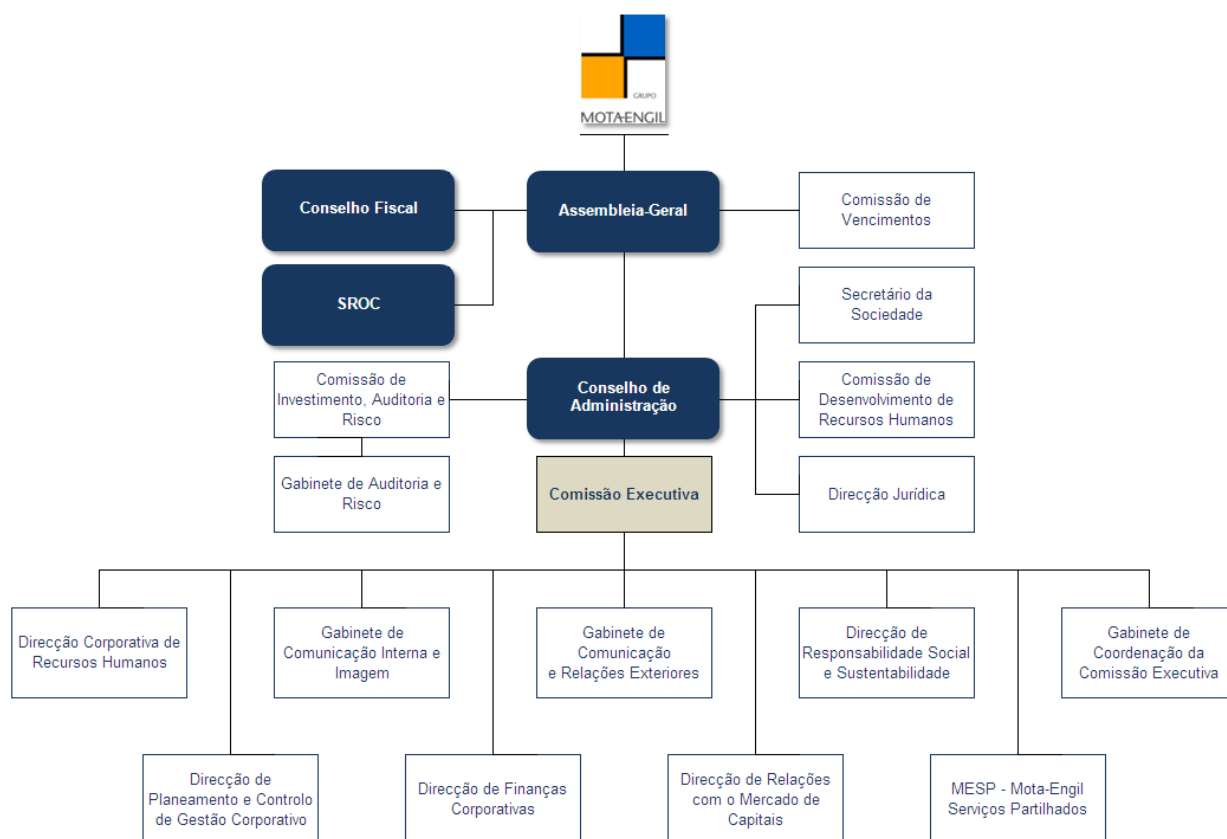 GRUPO
MOTA-ENGIL
Conselho Fiscal
Assembleia-Geral
Comissão de
Vencimentos
SROC
Secretário da
Sociedade
Comissão de
Investimento, Auditoria e
Risco
Conselho de
Administração
Comissão de
Desenvolvimento de
Recursos Humanos
Gabinete de Auditoria e
Risco
Comissão Executiva
Direcção Jurídica
Direcção Corporativa de
Recursos Humanos
Gabinete de
Comunicação Interna e
Imagem
Gabinete de
Comunicação
e Relações Exteriores
Direcção de
Responsabilidade Social
e Sustentabilidade
Gabinete de
Coordenação da
Comissão Executiva
Direcção de
Planeamento e Controlo
de Gestão Corporativo
Direcção de Finanças
Corporativas
Direcção de Relações
com o Mercado de
Capitais
MESP - Mota-Engil
Serviços Partilhados